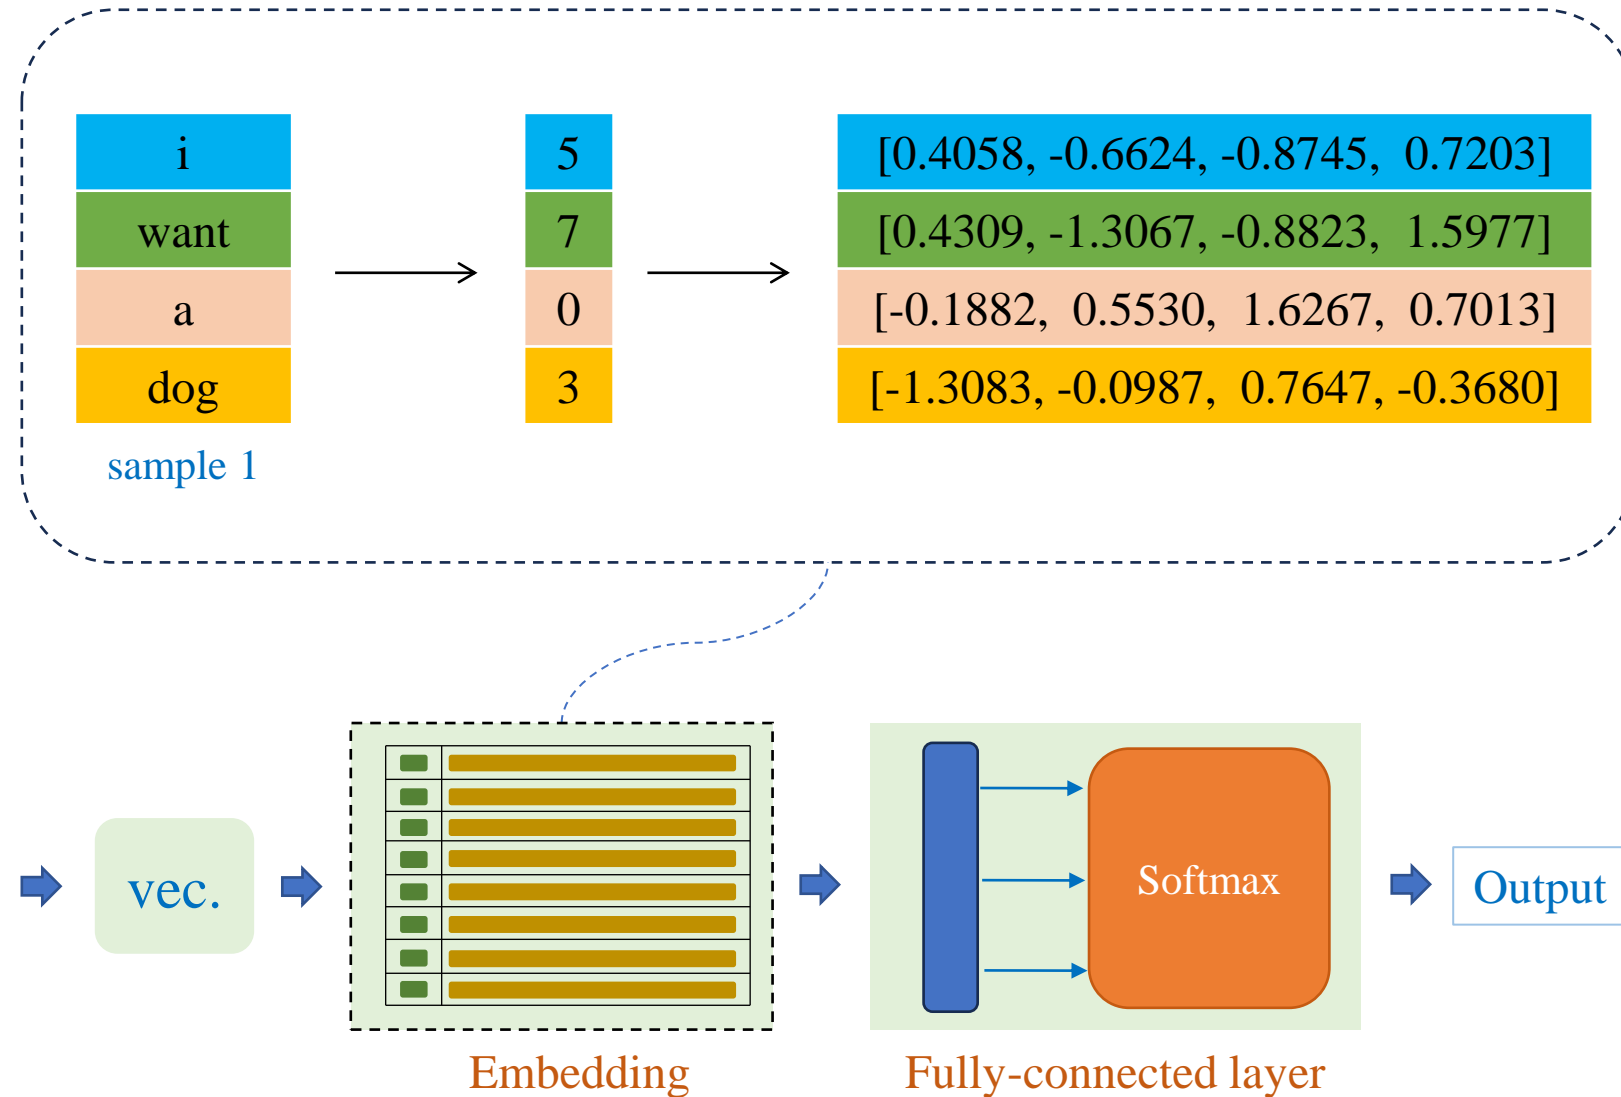 i 5 [0.4058, -0.6624, -0.8745, 0.7203]
want 7 [0.4309, -1.3067, -0.8823, 1.5977]
a 0 [-0.1882, 0.5530, 1.6267, 0.7013]
dog 3 [-1.3083, -0.0987, 0.7647, -0.3680]
sample 1
vec.
Softmax
Output
Embedding
Fully-connected layer